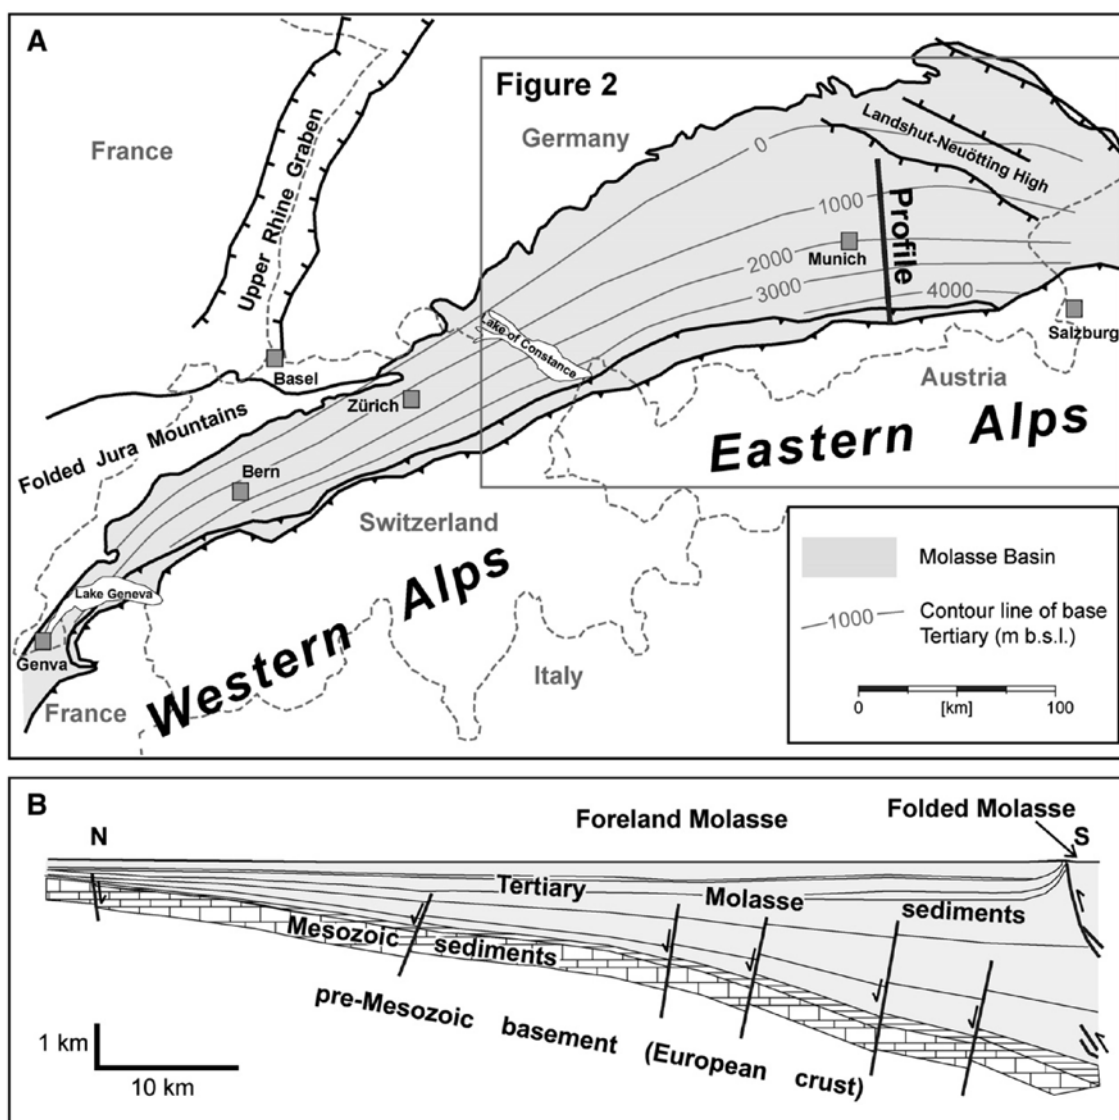 A
Figure 2
France
Germany
Upper Rhine Graben
Landshut-Neuötting High
0
1000
Profile
2000
Munich
3000
4000
Lake of Constance
Salzburg
Basel
Austria
Zürich
Folded Jura Mountains
Eastern Alps
Bern
Switzerland
Western Alps
Lake Geneva
Genva
Italy
France
Molasse Basin
1000
Contour line of base
Tertiary (m b.s.l.)
0
[km]
100
B
Folded Molasse
Foreland Molasse
N
S
Tertiary Molasse sediments
Mesozoic sediments
pre-Mesozoic basement (European crust)
1 km
10 km